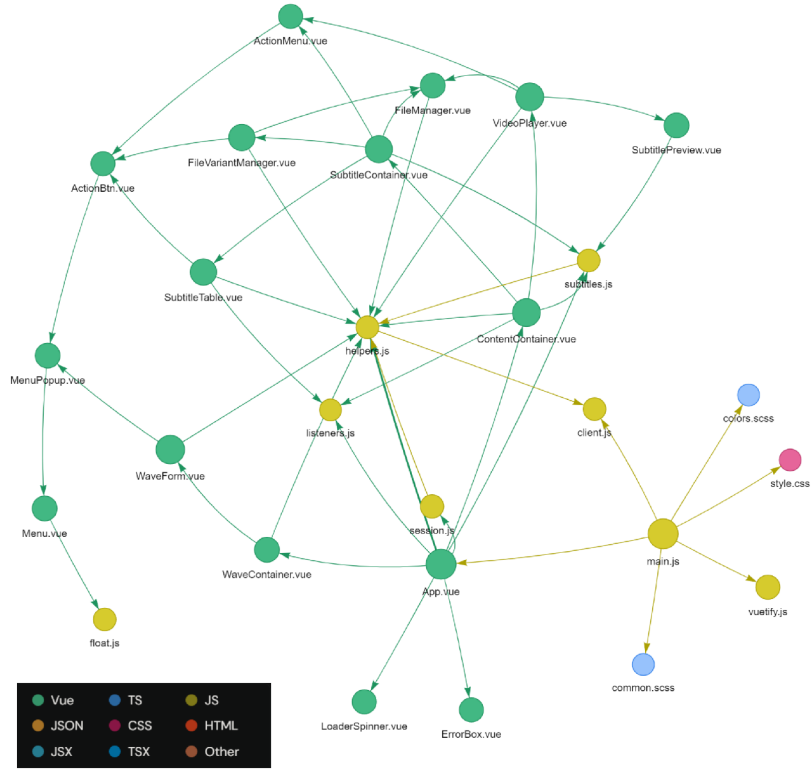 ActionMenu.vue
FileManager.vue
VideoPlayer.vue
SubtitlePreview.vue
FileVariantManager.vue
SubtitleContainer.vue
ActionBtn.vue
subtitles.js
SubtitleTable.vue
ContentContainer.vue
helpers.js
MenuPopup.vue
colors.scss
listeners.js
client.js
WaveForm.vue
style.css
Menu.vue
session.js
main.js
WaveContainer.vue
App.vue
vuetify.js
float.js
common.scss
LoaderSpinner.vue
ErrorBox.vue
Vue TS JS
JSON CSS HTML
JSX TSX Other